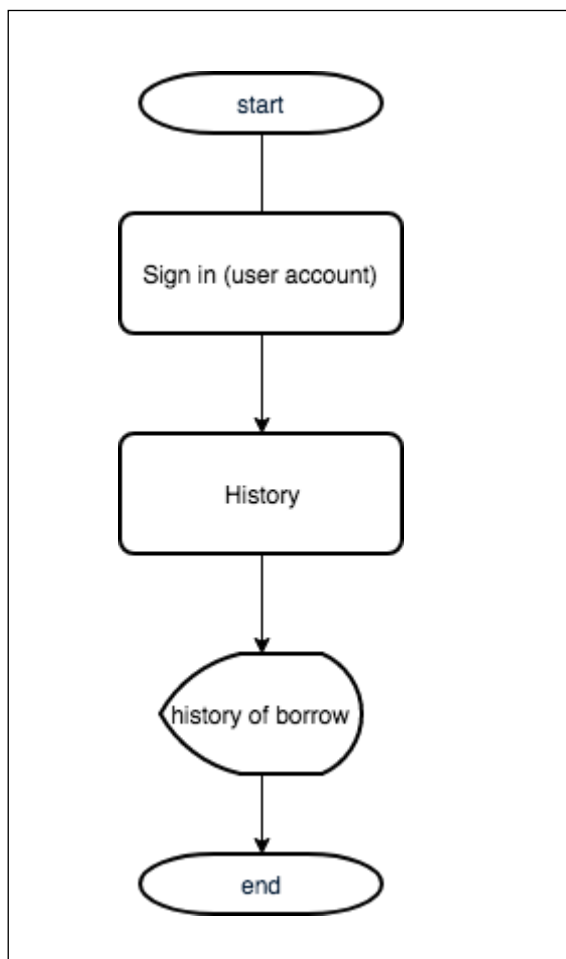 start
Sign in (user account)
History
history of borrow
end